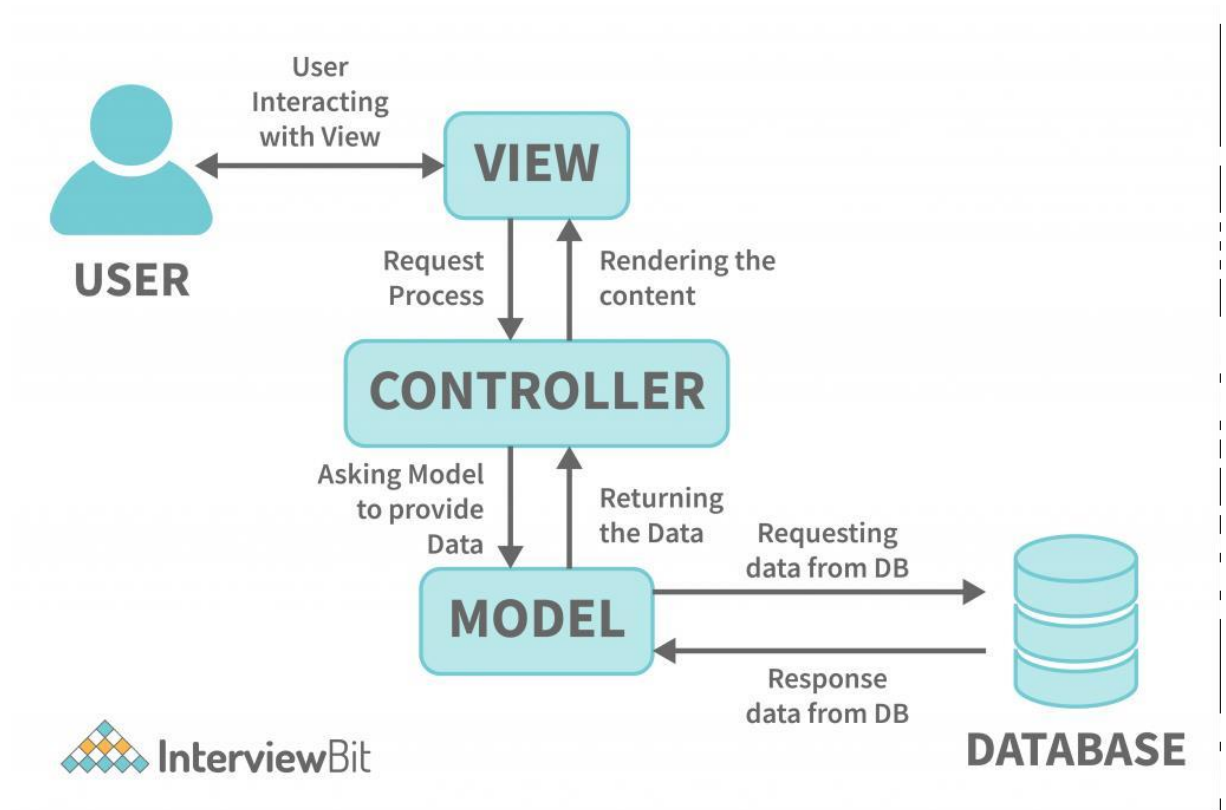 User
Interacting
with View
VIEW
USER
Request
Process
Rendering the
content
CONTROLLER
Asking Model
to provide
Data
Returning
the Data
Requesting
data from DB
MODEL
Response
data from DB
DATABASE
InterviewBit